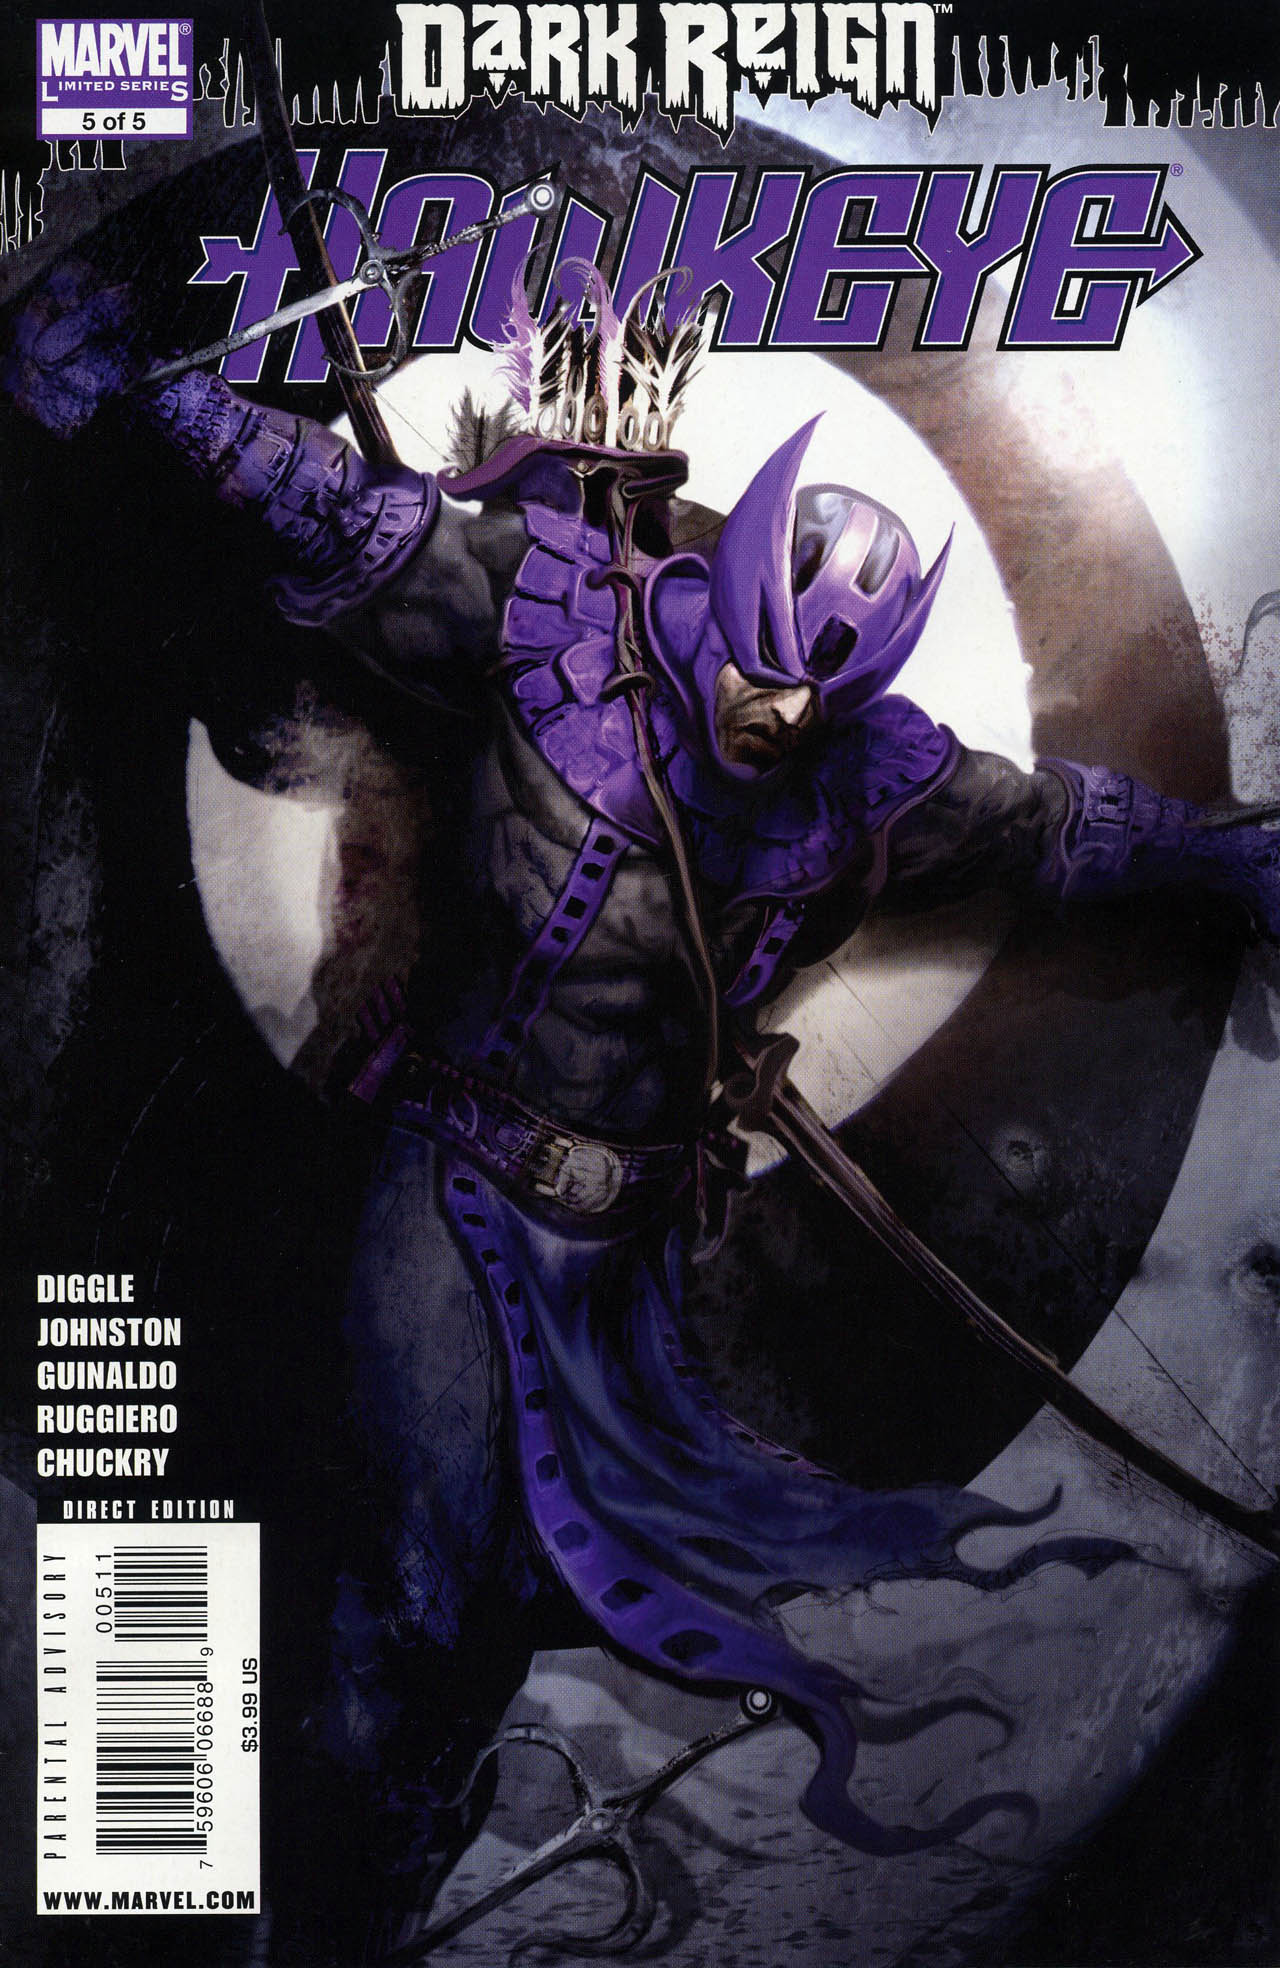 DARK REIGN™
MARVEL®
LIMITED SERIES
5 of 5
HAWKEYE®
DIGGLE
JOHNSTON
GUINALDO
RUGGIERO
CHUCKRY
DIRECT EDITION
PARENTAL ADVISORY
00511
7 59606 06688 9
$3.99 US
WWW.MARVEL.COM